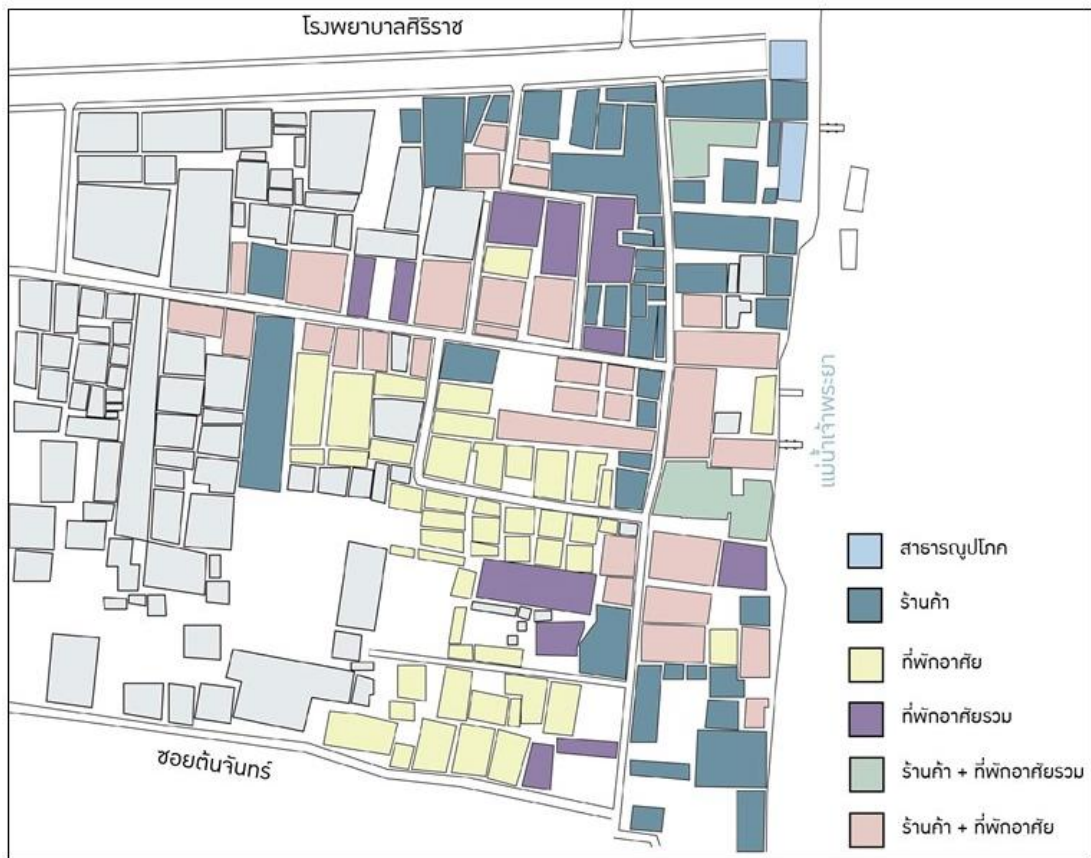 โรงพยาบาลศิริราช
แม่น้ำเจ้าพระยา
สาธารณูปโภค
ร้านค้า
ที่พักอาศัย
ที่พักอาศัยรวม
ร้านค้า + ที่พักอาศัยรวม
ร้านค้า + ที่พักอาศัย
ซอยต้นจันทร์